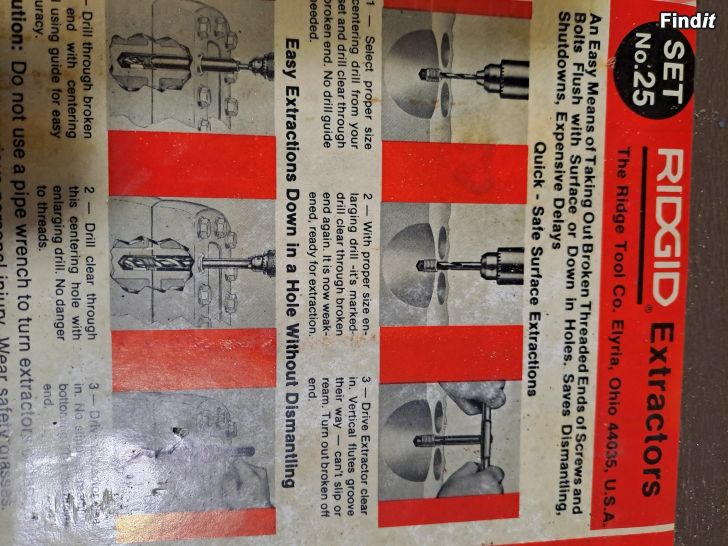 Findit
SET
No.25
RIDGID® Extractors
The Ridge Tool Co. Elyria, Ohio 44035, U.S.A.
An Easy Means of Taking Out Broken Threaded Ends of Screws and
Bolts Flush with Surface or Down in Holes. Saves Dismantling,
Shutdowns, Expensive Delays
Quick - Safe Surface Extractions
1 — Select proper size
centering drill from your
set and drill clear through
broken end. No drill guide
needed.
2 — With proper size en-
larging drill -it's marked-
drill clear through broken
end again. It is now weak-
ened, ready for extraction.
3 — Drive Extractor clear
in. Vertical flutes groove
their way — can't slip or
ream. Turn out broken off
end.
Easy Extractions Down in a Hole Without Dismantling
— Drill through broken
end with centering
using guide for easy
2 — Drill clear through
this centering hole with
enlarging drill. No danger
to threads.
3 —
in. No
bottom
end.
ution: Do not use a pipe wrench to turn extractor
injury. Wear safety glasses.